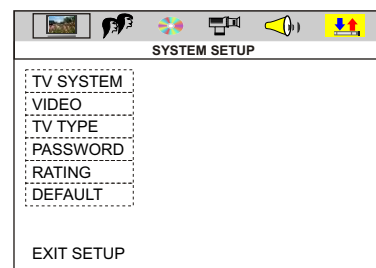 SYSTEM SETUP
TV SYSTEM
VIDEO
TV TYPE
PASSWORD
RATING
DEFAULT
EXIT SETUP